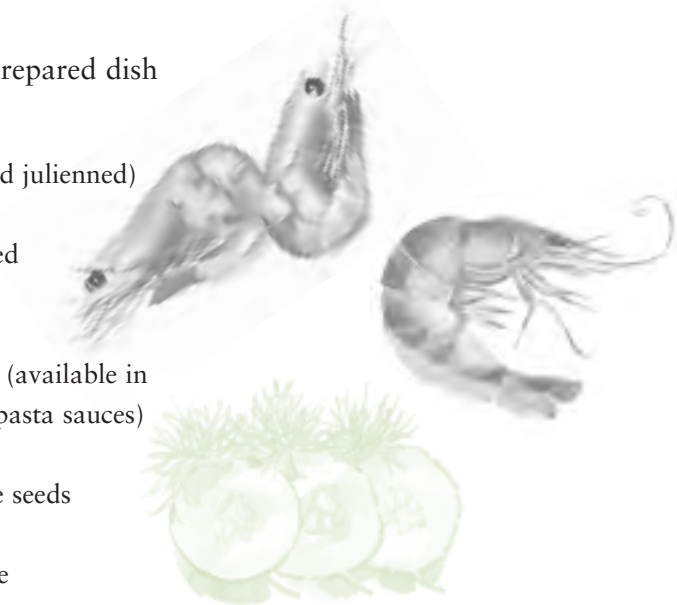 repared dish
d julienned)
ed
(available in
pasta sauces)
e seeds
e